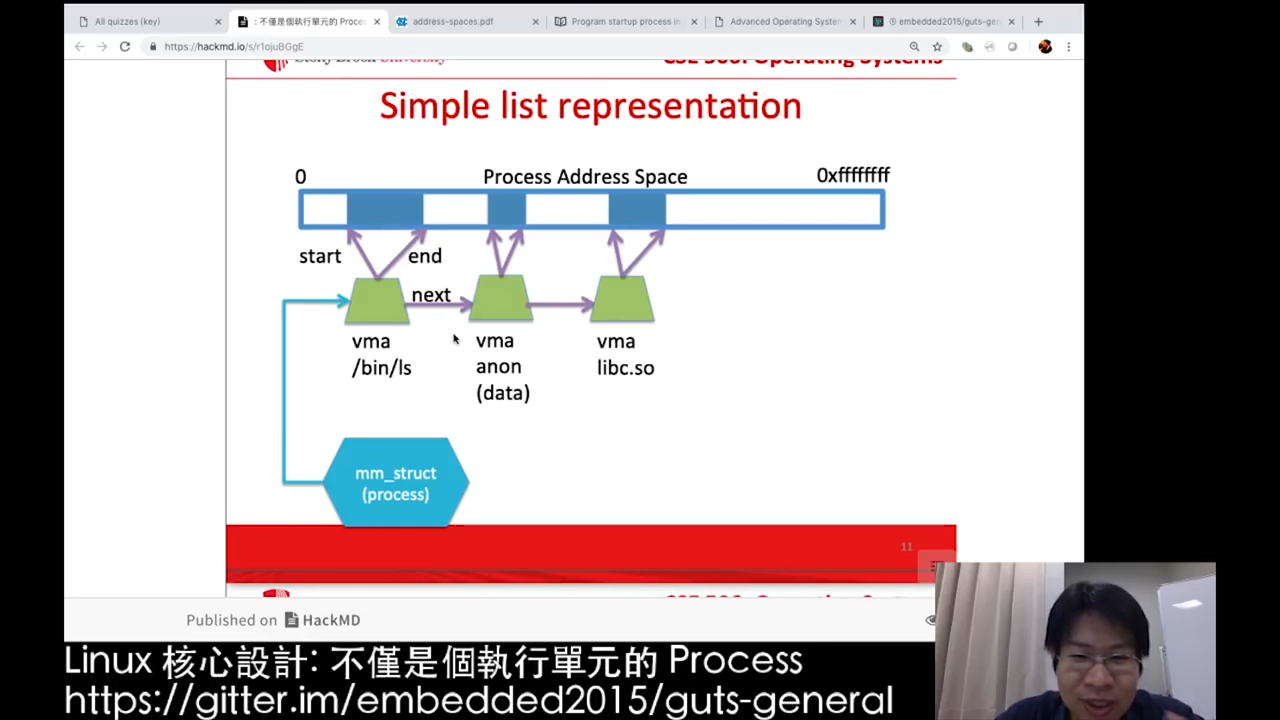 All quizzes (key)
: 不僅是個執行單元的 Proces
address-spaces.pdf
Program startup process in
Advanced Operating System
embedded2015/guts-gen
https://hackmd.io/s/r1ojuBGgE
Stony Brook University
CSE 506: Operating Systems
Simple list representation
0
Process Address Space
0xffffffff
start
end
next
vma
/bin/ls
vma
anon
(data)
vma
libc.so
mm_struct
(process)
11
Published on HackMD
Linux 核心設計: 不僅是個執行單元的 Process
https://gitter.im/embedded2015/guts-general